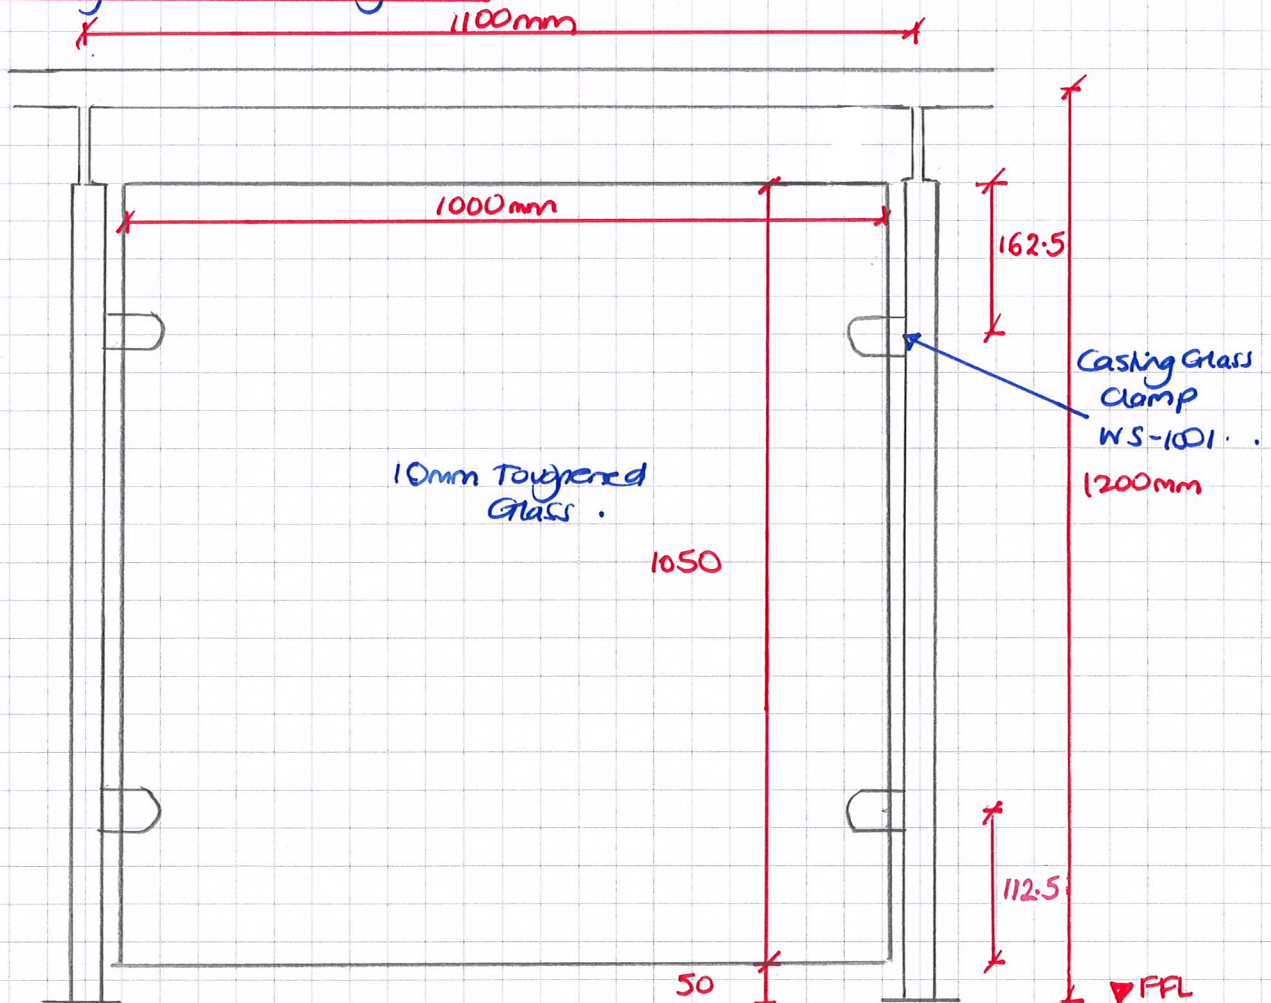 1100mm
1000mm
162.5
Casting Glass
Clamp
WS-1001.
10mm Toughened
Glass.
1200mm
1050
112.5
50
FFL